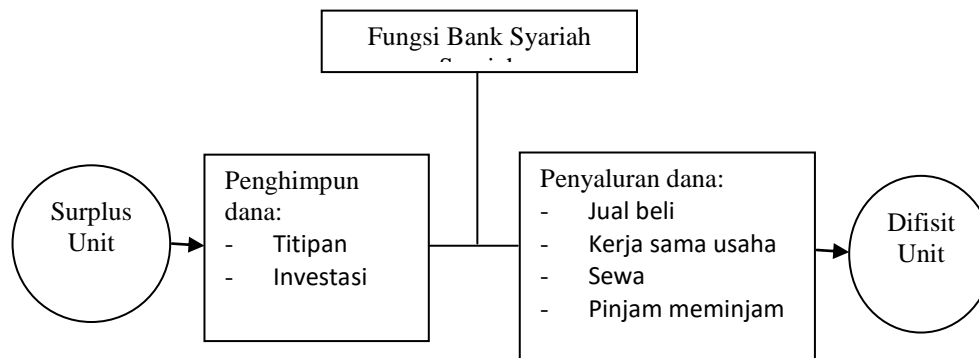 Fungsi Bank Syariah
Surplus
Unit
Penghimpun
dana:
- Titipan
- Investasi
Penyaluran dana:
- Jual beli
- Kerja sama usaha
- Sewa
- Pinjam meminjam
Difisit
Unit